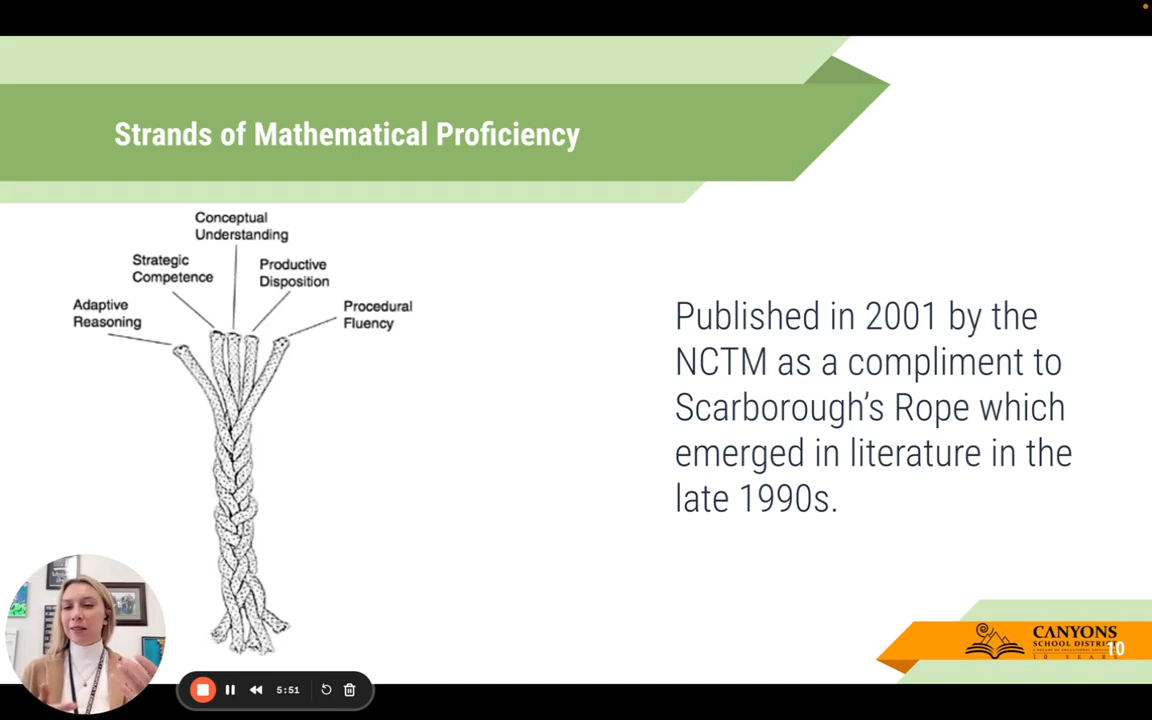 Strands of Mathematical Proficiency
Conceptual
Understanding
Strategic
Competence
Productive
Disposition
Adaptive
Reasoning
Procedural
Fluency
Published in 2001 by the
NCTM as a compliment to
Scarborough's Rope which
emerged in literature in the
late 1990s.
CANYONS
SCHOOL DISTRICT
10 YEARS
10
5:51